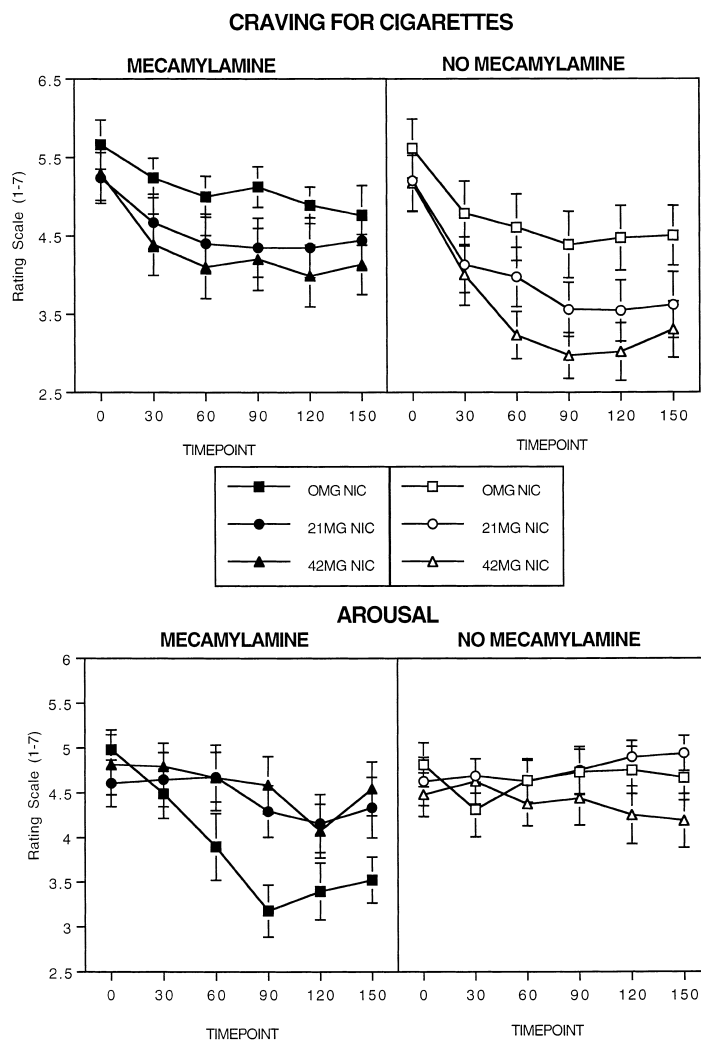 CRAVING FOR CIGARETTES
MECAMYLAMINE
NO MECAMYLAMINE
Rating Scale (1-7)
6.5
5.5
4.5
3.5
2.5
0 30 60 90 120 150
0 30 60 90 120 150
TIMEPOINT
TIMEPOINT
OMG NIC
OMG NIC
21MG NIC
21MG NIC
42MG NIC
42MG NIC
AROUSAL
MECAMYLAMINE
NO MECAMYLAMINE
Rating Scale (1-7)
6
5.5
5
4.5
4
3.5
3
2.5
0 30 60 90 120 150
0 30 60 90 120 150
TIMEPOINT
TIMEPOINT